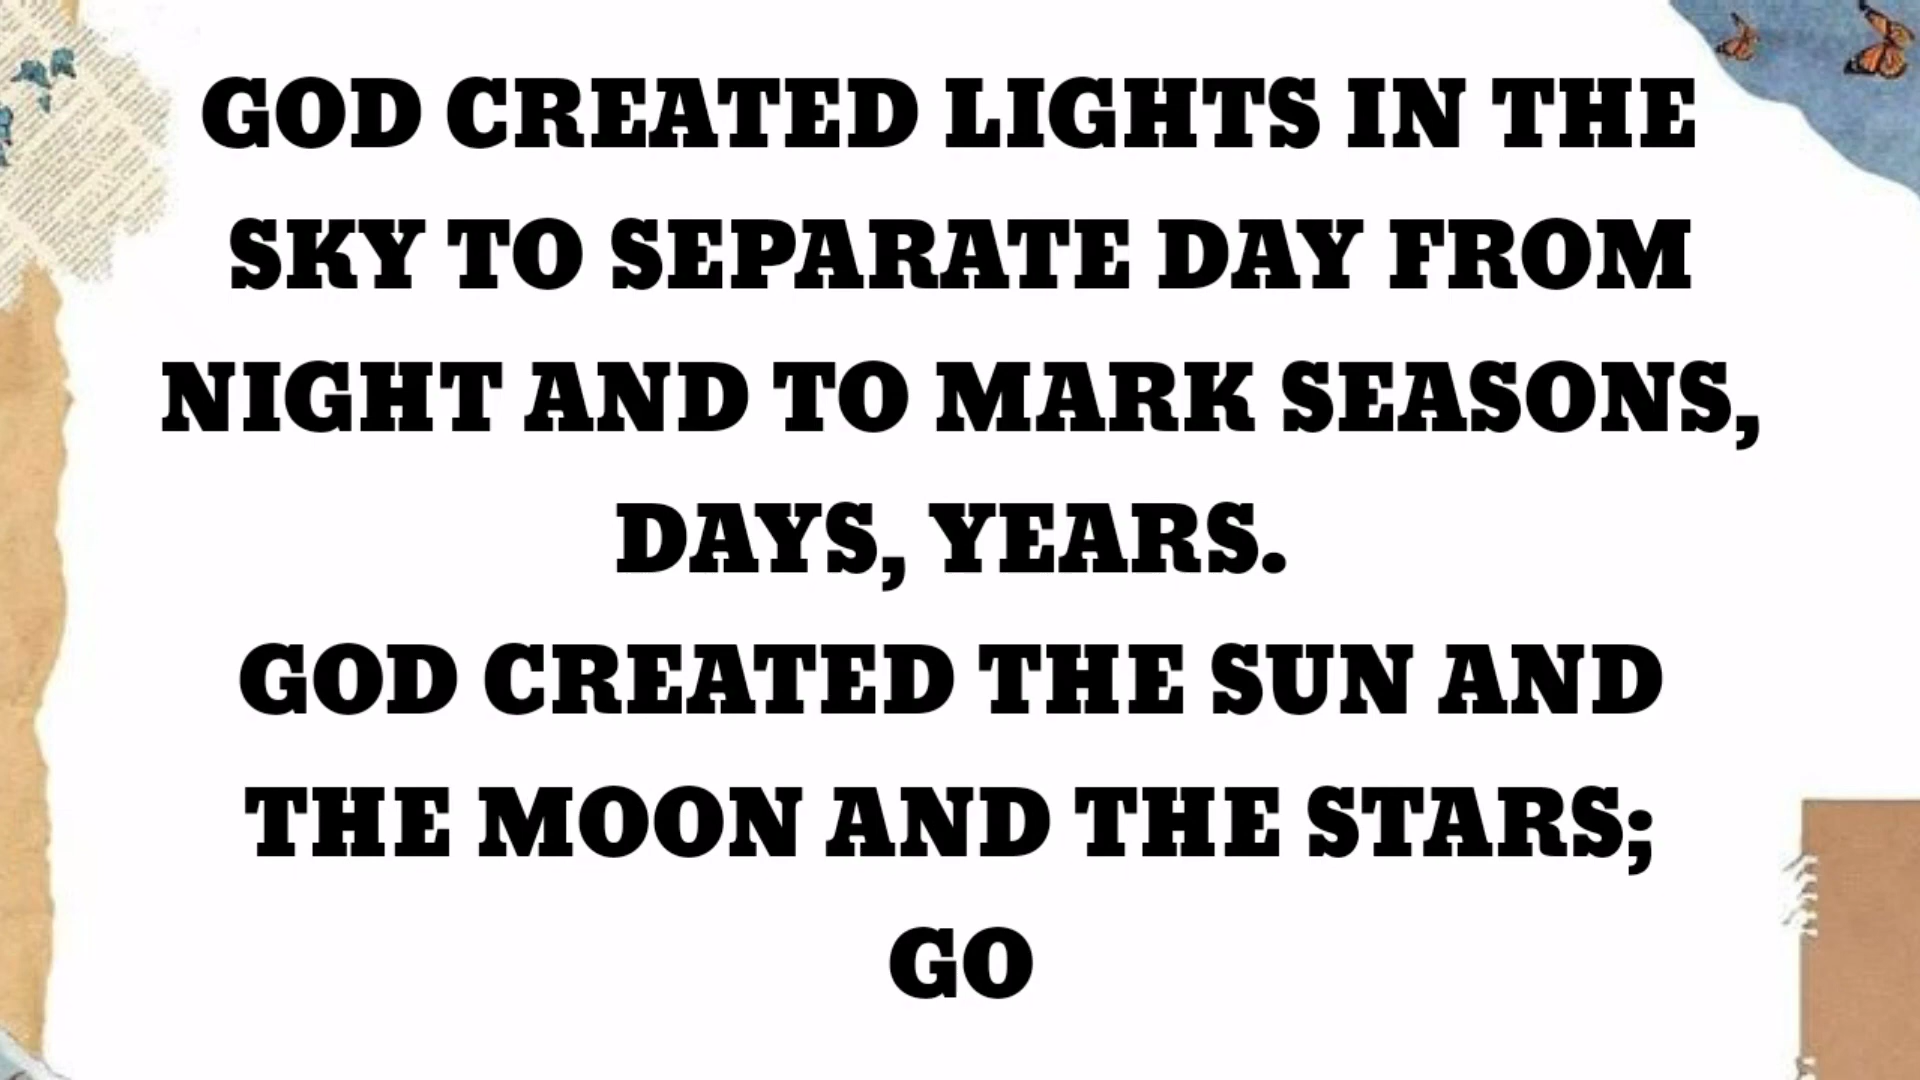 GOD CREATED LIGHTS IN THE
SKY TO SEPARATE DAY FROM
NIGHT AND TO MARK SEASONS,
DAYS, YEARS.
GOD CREATED THE SUN AND
THE MOON AND THE STARS;
GO